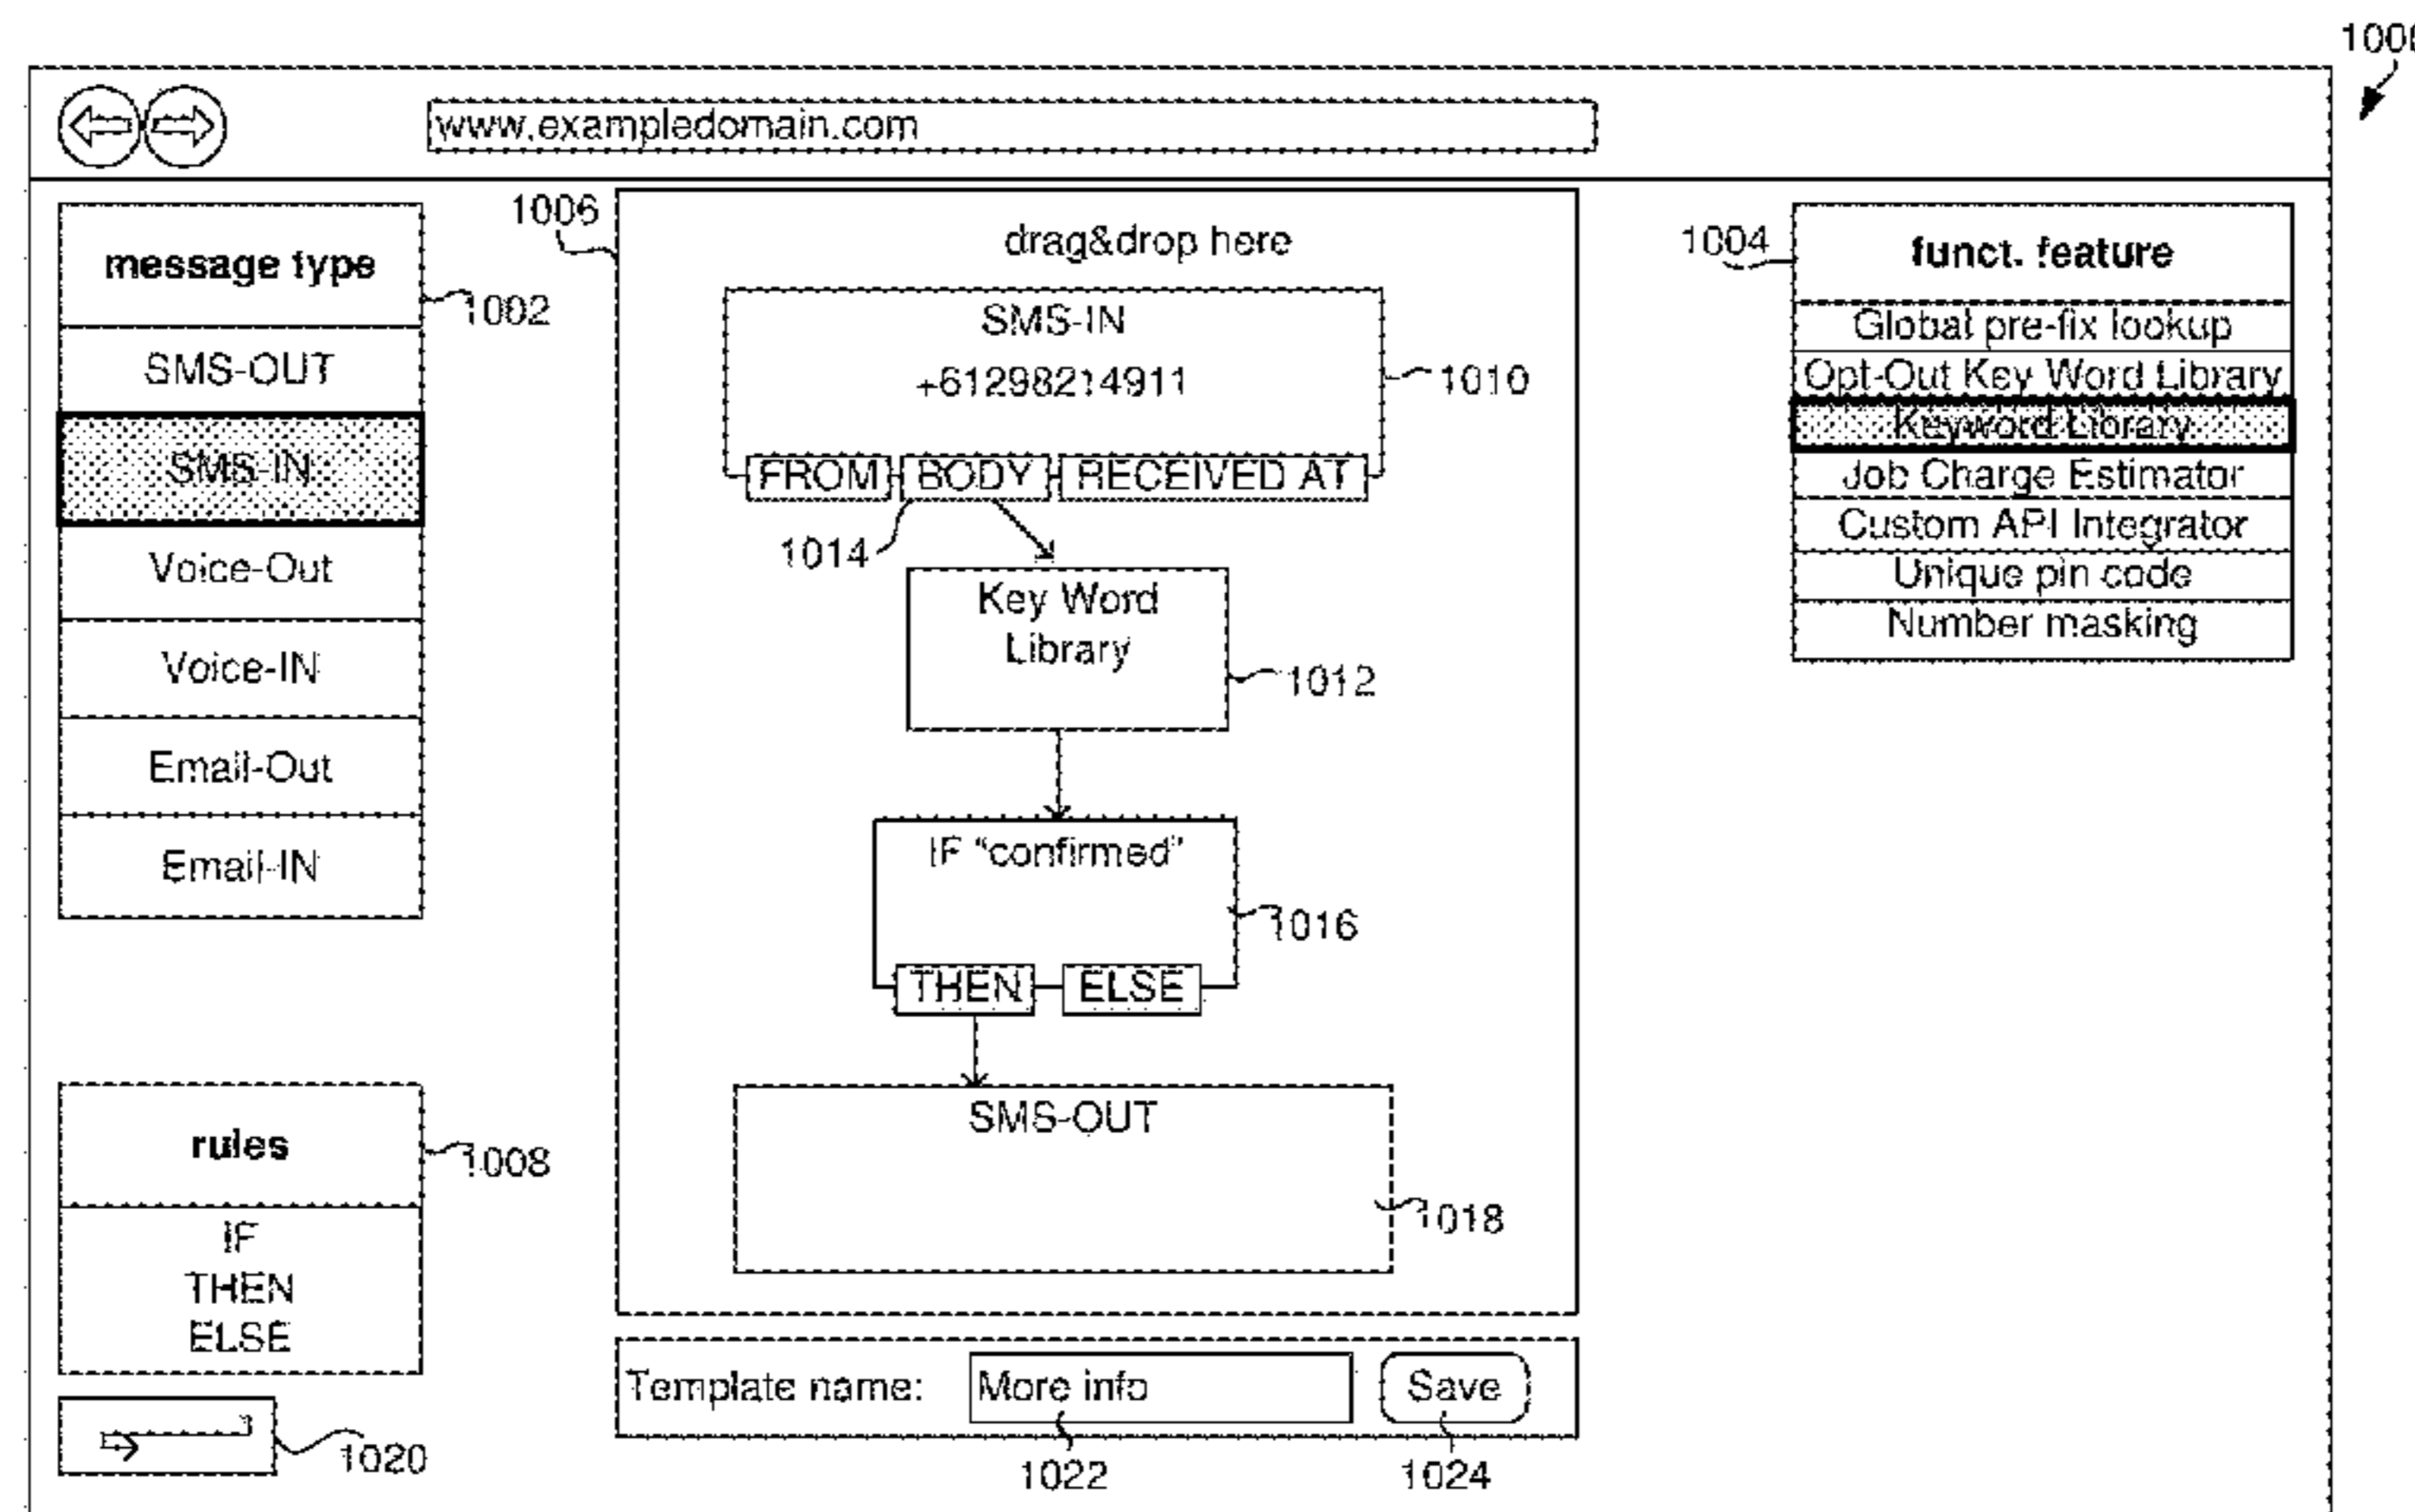 www.exampledomain.com
message type
1002
SMS-OUT
SMS-IN
Voice-Out
Voice-IN
Email-Out
Email-IN
rules
1008
IF
THEN
ELSE
1020
1006
drag&drop here
SMS-IN
+61298214911
1010
FROM BODY RECEIVED AT
1014
Key Word
Library
1012
IF “confirmed”
1016
THEN ELSE
SMS-OUT
1018
Template name: More info Save
1022 1024
1004
funct. feature
Global pre-fix lookup
Opt-Out Key Word Library
Keyword Library
Job Charge Estimator
Custom API Integrator
Unique pin code
Number masking